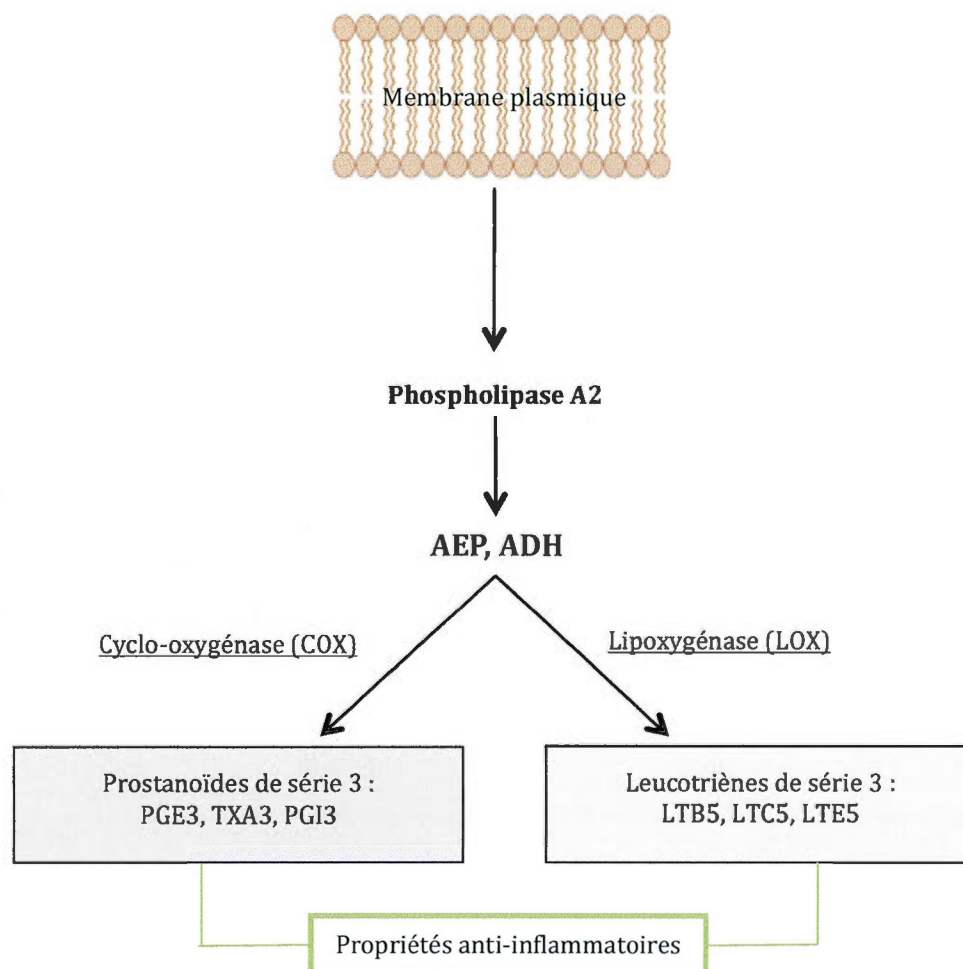 Membrane plasmique
Phospholipase A2
AEP, ADH
Cyclo-oxygénase (COX)
Lipoxygénase (LOX)
Prostanoïdes de série 3 :
PGE3, TXA3, PGI3
Leucotriènes de série 3 :
LTB5, LTC5, LTE5
Propriétés anti-inflammatoires